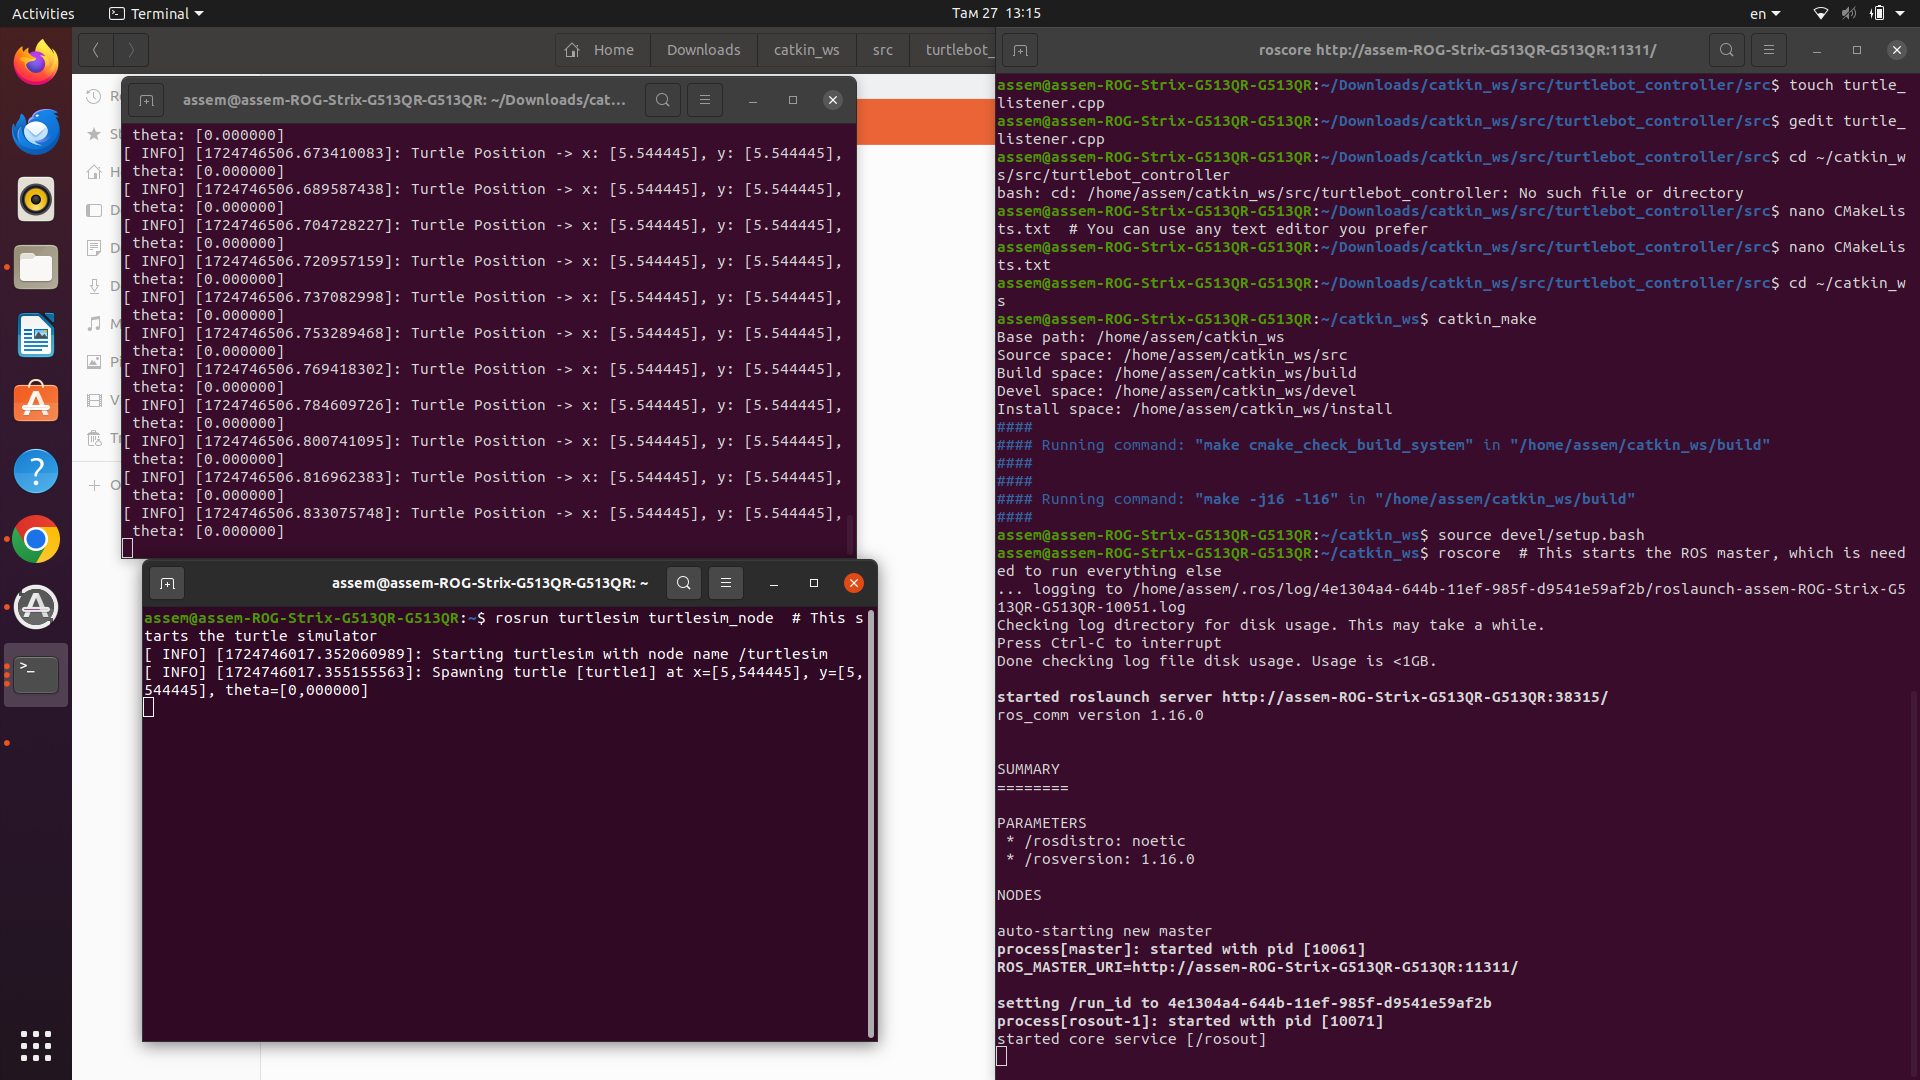 Activities
Terminal
Там 27 13:15
en
Home
Downloads
catkin_ws
src
turtlebot_
assem@assem-ROG-Strix-G513QR-G513QR: ~/Downloads/cat...
 theta: [0.000000]
[ INFO] [1724746506.673410083]: Turtle Position -> x: [5.544445], y: [5.544445],
 theta: [0.000000]
[ INFO] [1724746506.689587438]: Turtle Position -> x: [5.544445], y: [5.544445],
 theta: [0.000000]
[ INFO] [1724746506.704728227]: Turtle Position -> x: [5.544445], y: [5.544445],
 theta: [0.000000]
[ INFO] [1724746506.720957159]: Turtle Position -> x: [5.544445], y: [5.544445],
 theta: [0.000000]
[ INFO] [1724746506.737082998]: Turtle Position -> x: [5.544445], y: [5.544445],
 theta: [0.000000]
[ INFO] [1724746506.753289468]: Turtle Position -> x: [5.544445], y: [5.544445],
 theta: [0.000000]
[ INFO] [1724746506.769418302]: Turtle Position -> x: [5.544445], y: [5.544445],
 theta: [0.000000]
[ INFO] [1724746506.784609726]: Turtle Position -> x: [5.544445], y: [5.544445],
 theta: [0.000000]
[ INFO] [1724746506.800741095]: Turtle Position -> x: [5.544445], y: [5.544445],
 theta: [0.000000]
[ INFO] [1724746506.816962383]: Turtle Position -> x: [5.544445], y: [5.544445],
 theta: [0.000000]
[ INFO] [1724746506.833075748]: Turtle Position -> x: [5.544445], y: [5.544445],
 theta: [0.000000]
assem@assem-ROG-Strix-G513QR-G513QR: ~
assem@assem-ROG-Strix-G513QR-G513QR:~$ rosrun turtlesim turtlesim_node  # This s
tarts the turtle simulator
[ INFO] [1724746017.352060989]: Starting turtlesim with node name /turtlesim
[ INFO] [1724746017.355155563]: Spawning turtle [turtle1] at x=[5,544445], y=[5,
544445], theta=[0,000000]
roscore http://assem-ROG-Strix-G513QR-G513QR:11311/
assem@assem-ROG-Strix-G513QR-G513QR:~/Downloads/catkin_ws/src/turtlebot_controller/src$ touch turtle_
listener.cpp
assem@assem-ROG-Strix-G513QR-G513QR:~/Downloads/catkin_ws/src/turtlebot_controller/src$ gedit turtle_
listener.cpp
assem@assem-ROG-Strix-G513QR-G513QR:~/Downloads/catkin_ws/src/turtlebot_controller/src$ cd ~/catkin_w
s/src/turtlebot_controller
bash: cd: /home/assem/catkin_ws/src/turtlebot_controller: No such file or directory
assem@assem-ROG-Strix-G513QR-G513QR:~/Downloads/catkin_ws/src/turtlebot_controller/src$ nano CMakeLis
ts.txt  # You can use any text editor you prefer
assem@assem-ROG-Strix-G513QR-G513QR:~/Downloads/catkin_ws/src/turtlebot_controller/src$ nano CMakeLis
ts.txt
assem@assem-ROG-Strix-G513QR-G513QR:~/Downloads/catkin_ws/src/turtlebot_controller/src$ cd ~/catkin_w
s
assem@assem-ROG-Strix-G513QR-G513QR:~/catkin_ws$ catkin_make
Base path: /home/assem/catkin_ws
Source space: /home/assem/catkin_ws/src
Build space: /home/assem/catkin_ws/build
Devel space: /home/assem/catkin_ws/devel
Install space: /home/assem/catkin_ws/install
####
#### Running command: "make cmake_check_build_system" in "/home/assem/catkin_ws/build"
####
####
#### Running command: "make -j16 -l16" in "/home/assem/catkin_ws/build"
####
assem@assem-ROG-Strix-G513QR-G513QR:~/catkin_ws$ source devel/setup.bash
assem@assem-ROG-Strix-G513QR-G513QR:~/catkin_ws$ roscore  # This starts the ROS master, which is need
ed to run everything else
... logging to /home/assem/.ros/log/4e1304a4-644b-11ef-985f-d9541e59af2b/roslaunch-assem-ROG-Strix-G5
13QR-G513QR-10051.log
Checking log directory for disk usage. This may take a while.
Press Ctrl-C to interrupt
Done checking log file disk usage. Usage is <1GB.
started roslaunch server http://assem-ROG-Strix-G513QR-G513QR:38315/
ros_comm version 1.16.0
SUMMARY
========
PARAMETERS
 * /rosdistro: noetic
 * /rosversion: 1.16.0
NODES
auto-starting new master
process[master]: started with pid [10061]
ROS_MASTER_URI=http://assem-ROG-Strix-G513QR-G513QR:11311/
setting /run_id to 4e1304a4-644b-11ef-985f-d9541e59af2b
process[rosout-1]: started with pid [10071]
started core service [/rosout]